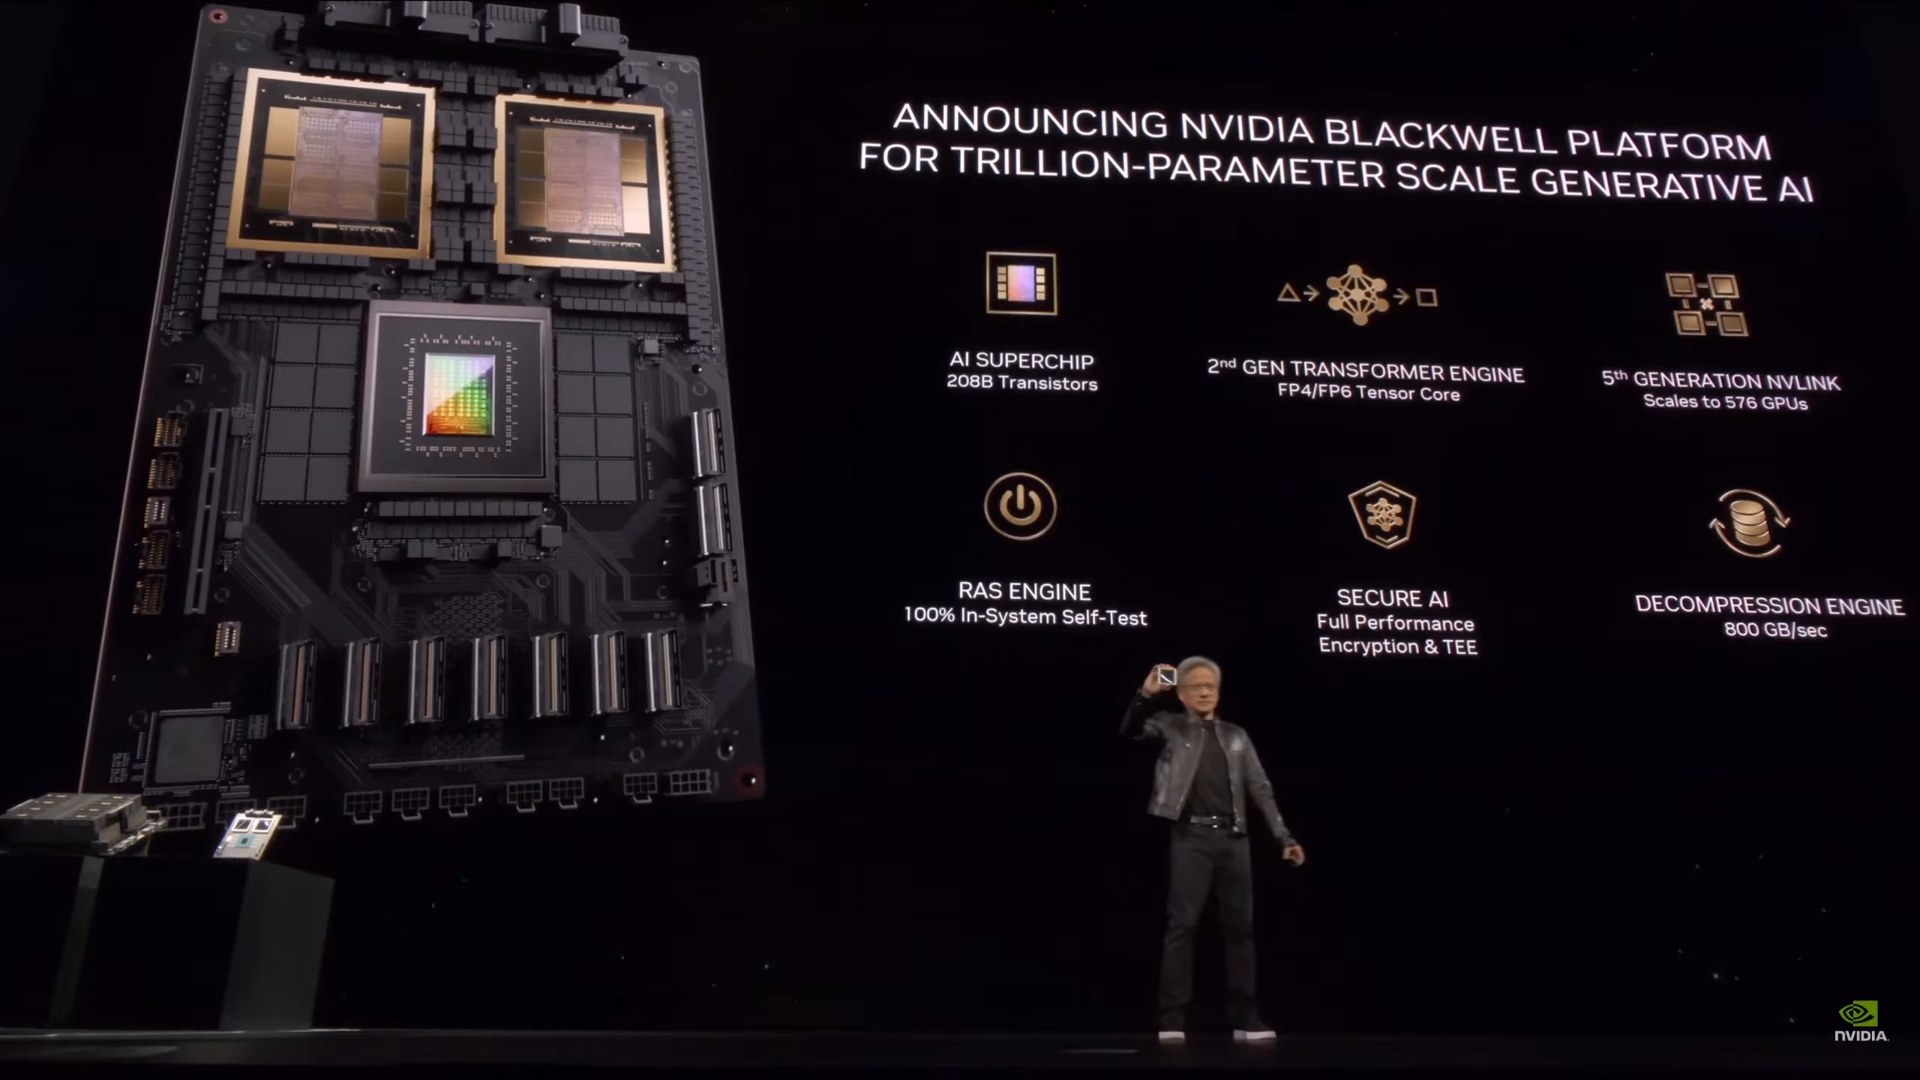 ANNOUNCING NVIDIA BLACKWELL PLATFORM
FOR TRILLION-PARAMETER SCALE GENERATIVE AI
AI SUPERCHIP
208B Transistors
2nd GEN TRANSFORMER ENGINE
FP4/FP6 Tensor Core
5th GENERATION NVLINK
Scales to 576 GPUs
RAS ENGINE
100% In-System Self-Test
SECURE AI
Full Performance
Encryption & TEE
DECOMPRESSION ENGINE
800 GB/sec
NVIDIA